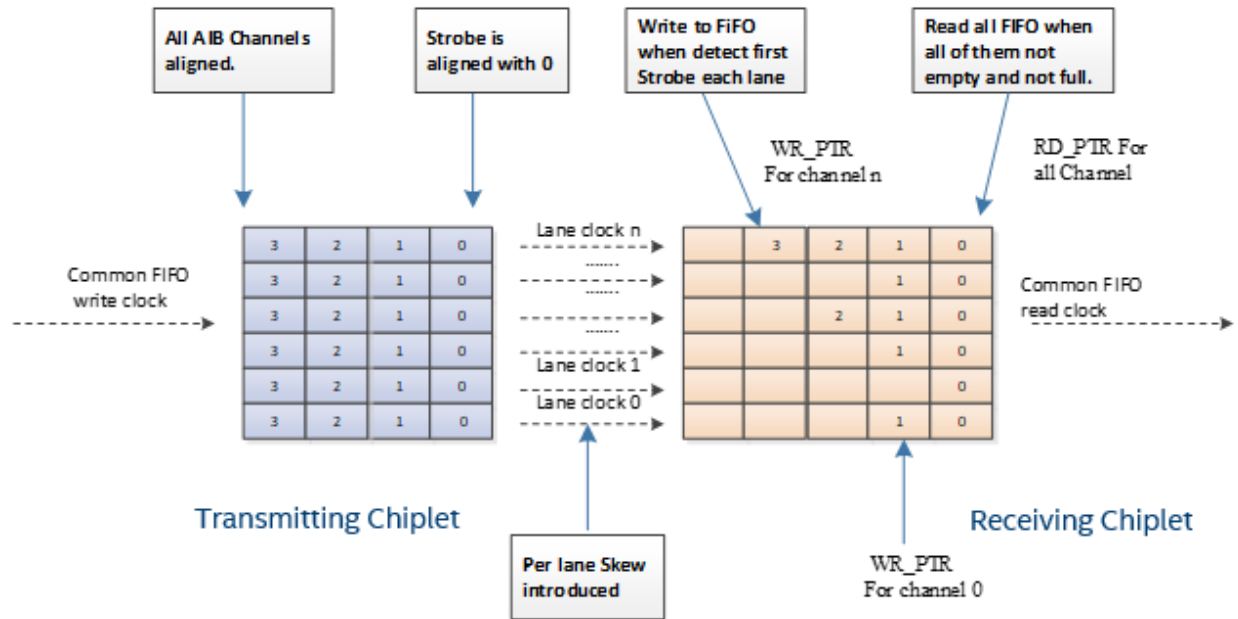 All AIB Channels
aligned.
Strobe is
aligned with 0
Write to FiFO
when detect first
Strobe each lane
Read all FIFO when
all of them not
empty and not full.
WR_PTR
For channel n
RD_PTR For
all Channel
Common FIFO
write clock
3 2 1 0
3 2 1 0
3 2 1 0
3 2 1 0
3 2 1 0
3 2 1 0
Lane clock n
.......
.......
.......
Lane clock 1
Lane clock 0
3 2 1 0
1 0
2 1 0
1 0
0
1 0
Common FIFO
read clock
Transmitting Chiplet
Receiving Chiplet
Per lane Skew
introduced
WR_PTR
For channel 0